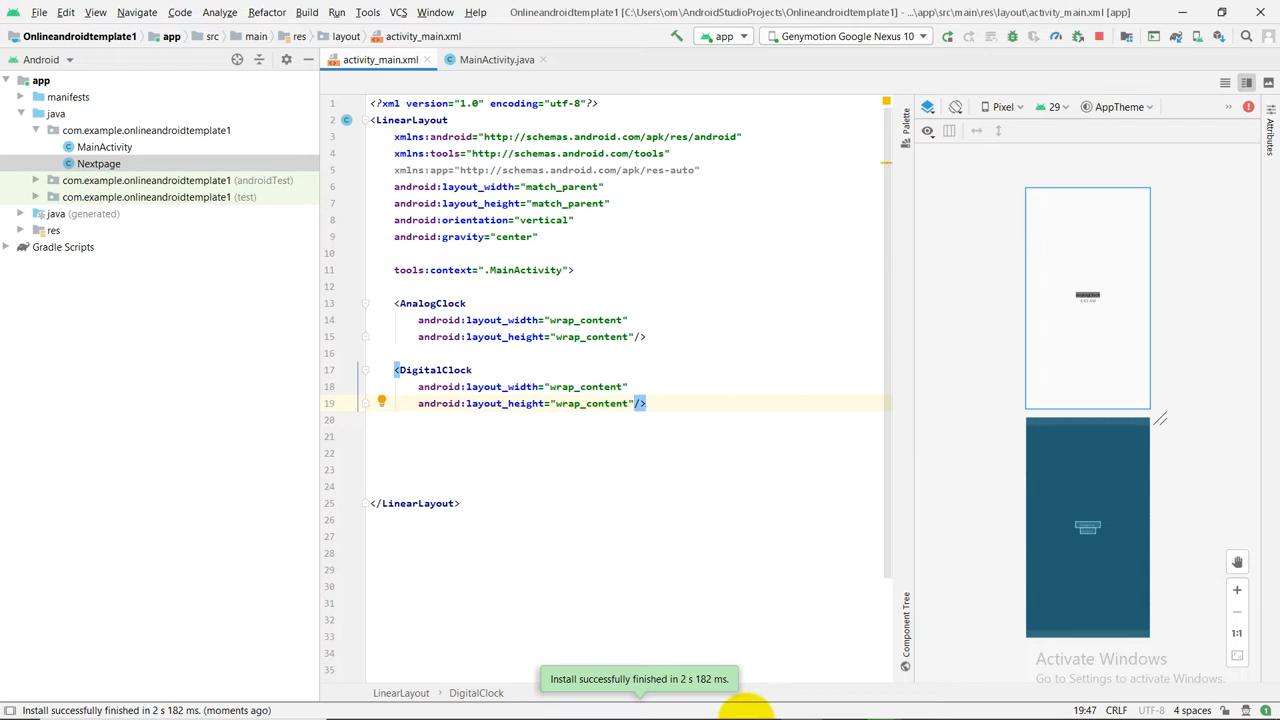 File Edit View Navigate Code Analyze Refactor Build Run Tools VCS Window Help Onlineandroidtemplate1 [C:\Users\om\AndroidStudioProjects\Onlineandroidtemplate1] - ...\app\src\main\res\layout\activity_main.xml [app]
Onlineandroidtemplate1 app src main res layout activity_main.xml app Genymotion Google Nexus 10
Android activity_main.xml MainActivity.java
app
manifests
java
com.example.onlineandroidtemplate1
MainActivity
Nextpage
com.example.onlineandroidtemplate1 (androidTest)
com.example.onlineandroidtemplate1 (test)
java (generated)
res
Gradle Scripts
1 <?xml version="1.0" encoding="utf-8"?>
2 <LinearLayout
3 xmlns:android="http://schemas.android.com/apk/res/android"
4 xmlns:tools="http://schemas.android.com/tools"
5 xmlns:app="http://schemas.android.com/apk/res-auto"
6 android:layout_width="match_parent"
7 android:layout_height="match_parent"
8 android:orientation="vertical"
9 android:gravity="center"
10
11 tools:context=".MainActivity">
12
13 <AnalogClock
14 android:layout_width="wrap_content"
15 android:layout_height="wrap_content"/>
16
17 <DigitalClock
18 android:layout_width="wrap_content"
19 android:layout_height="wrap_content"/>
20
21
22
23
24
25 </LinearLayout>
26
27
28
29
30
31
32
33
34
35
Palette
Component Tree
Pixel 29 AppTheme
Attributes
AnalogClock
1:1
Activate Windows
Go to Settings to activate Windows.
Install successfully finished in 2 s 182 ms.
LinearLayout DigitalClock
Install successfully finished in 2 s 182 ms. (moments ago) 19:47 CRLF UTF-8 4 spaces 1